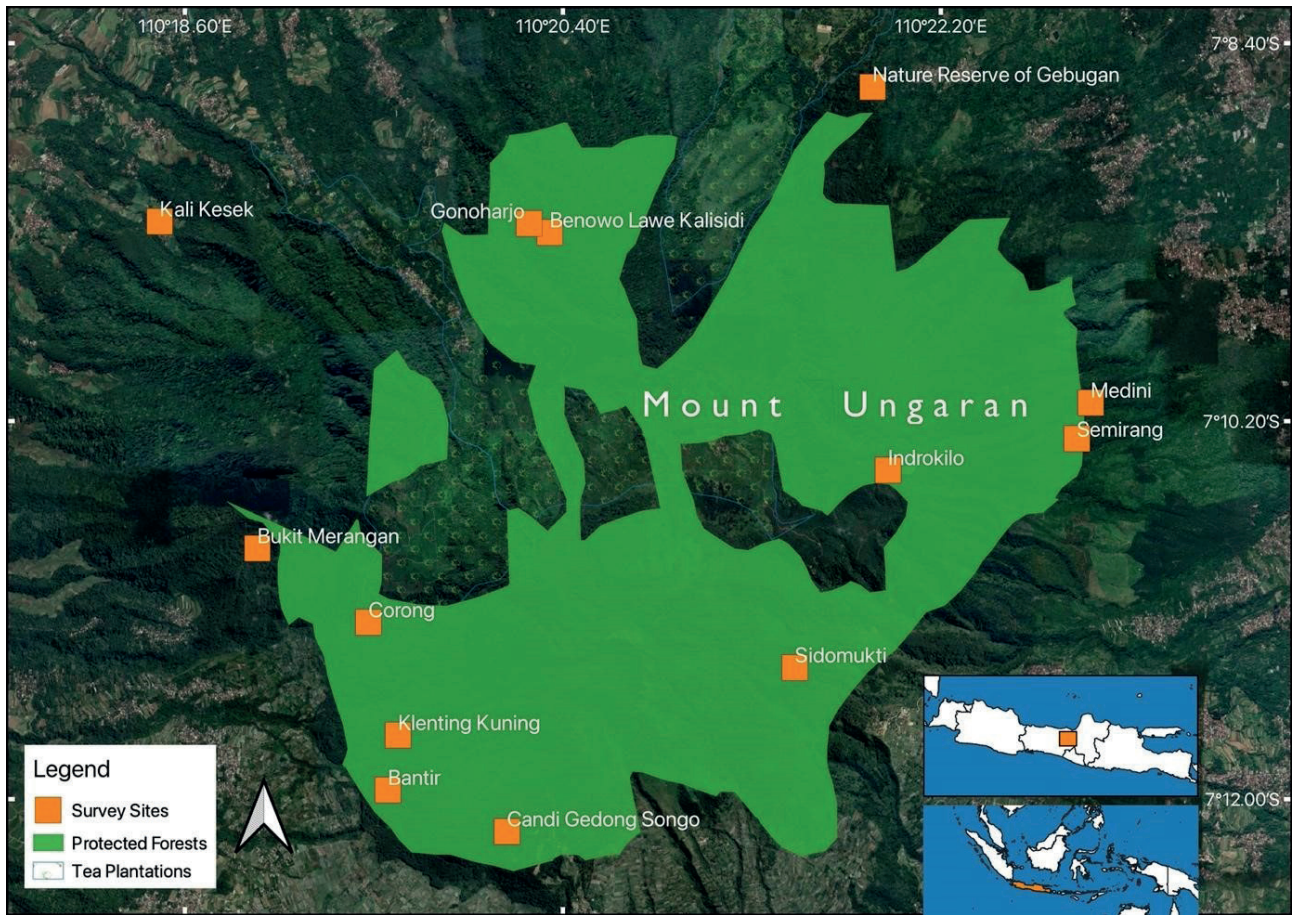 110°18.60′E
110°20.40′E
110°22.20′E
7°8.40′S
Nature Reserve of Gebugan
Kali Kesek
Gonoharjo
Benowo Lawe Kalisidi
Mount Ungaran
Medini
7°10.20′S
Semirang
Indrokilo
Bukit Merangan
Corong
Sidomukti
Klenting Kuning
Bantir
Candi Gedong Songo
7°12.00′S
Legend
Survey Sites
Protected Forests
Tea Plantations